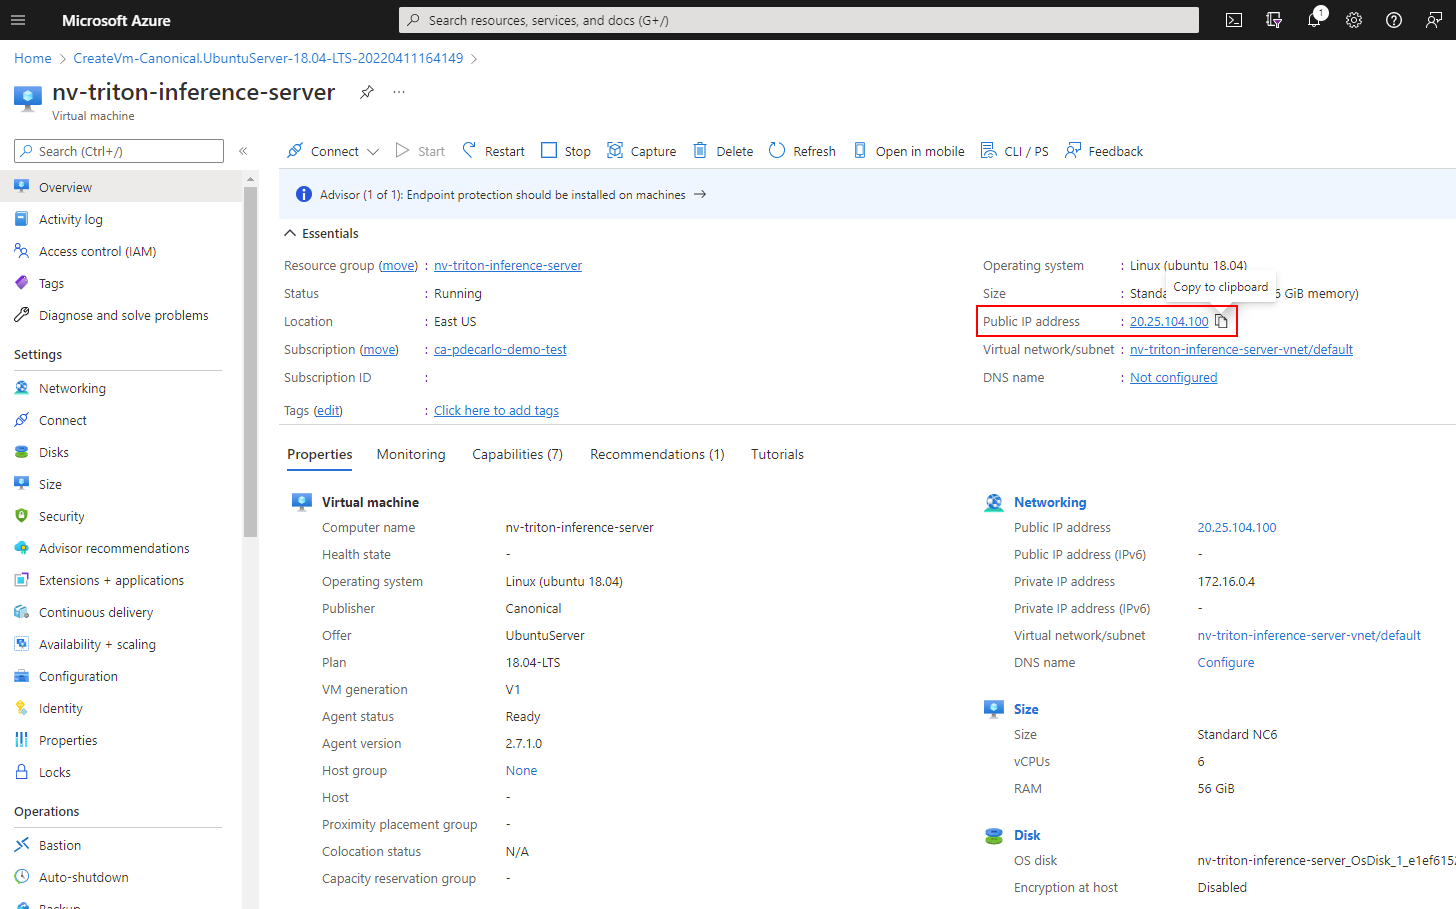 Microsoft Azure
Search resources, services, and docs (G+/)
1
Home > CreateVm-Canonical.UbuntuServer-18.04-LTS-20220411164149 >
nv-triton-inference-server
...
Virtual machine
Search (Ctrl+/)
«
Connect
Start
Restart
Stop
Capture
Delete
Refresh
Open in mobile
CLI / PS
Feedback
Overview
Activity log
Access control (IAM)
Tags
Diagnose and solve problems
Settings
Networking
Connect
Disks
Size
Security
Advisor recommendations
Extensions + applications
Continuous delivery
Availability + scaling
Configuration
Identity
Properties
Locks
Operations
Bastion
Auto-shutdown
Backup
Advisor (1 of 1): Endpoint protection should be installed on machines →
Essentials
Resource group (move) : nv-triton-inference-server
Status : Running
Location : East US
Subscription (move) : ca-pdecarlo-demo-test
Subscription ID :
Tags (edit) : Click here to add tags
Operating system : Linux (ubuntu 18.04)
Copy to clipboard
Size : Standa 6 GiB memory)
Public IP address : 20.25.104.100
Virtual network/subnet : nv-triton-inference-server-vnet/default
DNS name : Not configured
Properties
Monitoring
Capabilities (7)
Recommendations (1)
Tutorials
Virtual machine
Computer name nv-triton-inference-server
Health state -
Operating system Linux (ubuntu 18.04)
Publisher Canonical
Offer UbuntuServer
Plan 18.04-LTS
VM generation V1
Agent status Ready
Agent version 2.7.1.0
Host group None
Host -
Proximity placement group -
Colocation status N/A
Capacity reservation group -
Networking
Public IP address 20.25.104.100
Public IP address (IPv6) -
Private IP address 172.16.0.4
Private IP address (IPv6) -
Virtual network/subnet nv-triton-inference-server-vnet/default
DNS name Configure
Size
Size Standard NC6
vCPUs 6
RAM 56 GiB
Disk
OS disk nv-triton-inference-server_OsDisk_1_e1ef615
Encryption at host Disabled